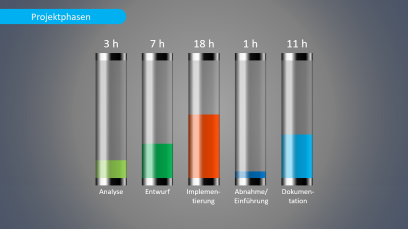 Projektphasen
3 h
7 h
18 h
1 h
11 h
Analyse
Entwurf
Implemen-
tierung
Abnahme/
Einführung
Dokumen-
tation